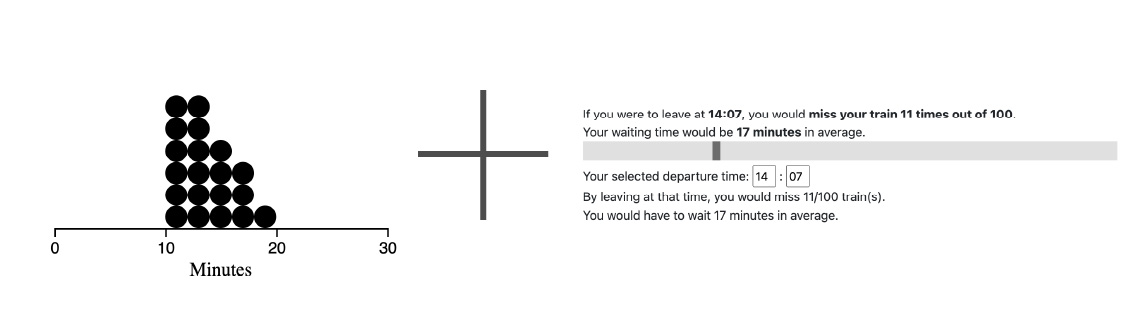 0 10 20 30
Minutes
If you were to leave at 14:07, you would miss your train 11 times out of 100.
Your waiting time would be 17 minutes in average.
Your selected departure time: 14 : 07
By leaving at that time, you would miss 11/100 train(s).
You would have to wait 17 minutes in average.